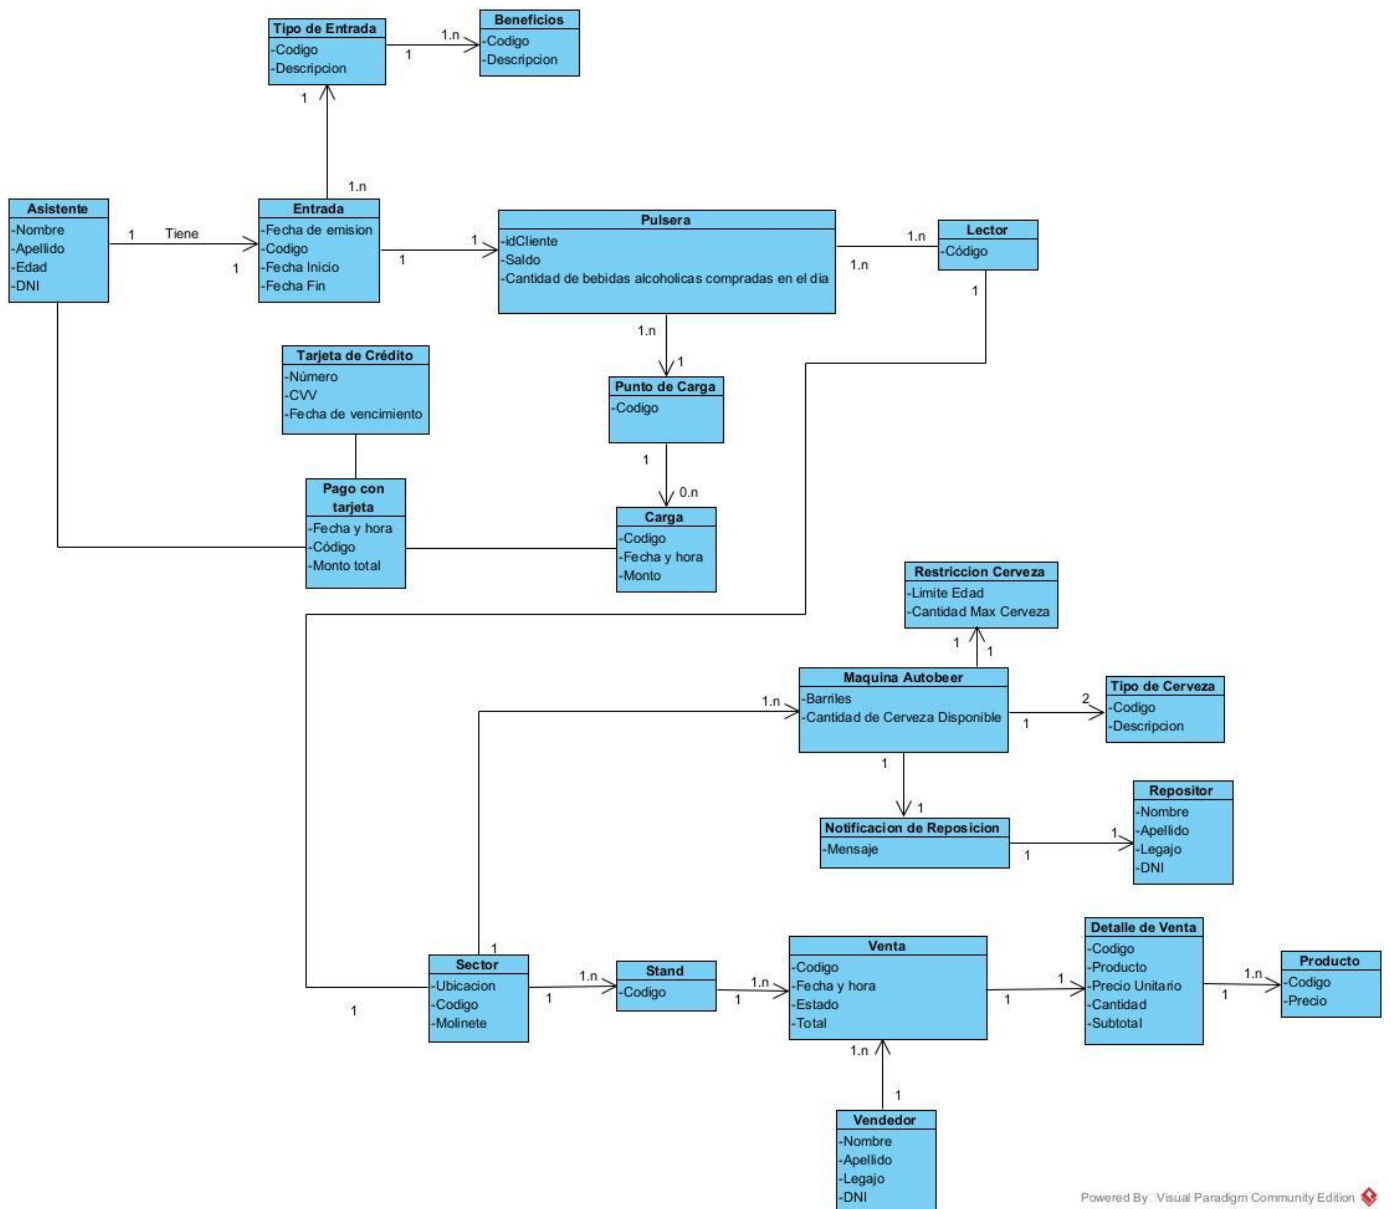 Tipo de Entrada
-Codigo
-Descripcion
1
1.n
Beneficios
-Codigo
-Descripcion
1
1.n
Asistente
-Nombre
-Apellido
-Edad
-DNI
1
Tiene
1
Entrada
-Fecha de emision
-Codigo
-Fecha Inicio
-Fecha Fin
1
1
Pulsera
-idCliente
-Saldo
-Cantidad de bebidas alcoholicas compradas en el dia
1.n
1.n
Lector
-Código
1
1.n
1
Tarjeta de Crédito
-Número
-CVV
-Fecha de vencimiento
Punto de Carga
-Codigo
1
0.n
Pago con
tarjeta
-Fecha y hora
-Código
-Monto total
Carga
-Codigo
-Fecha y hora
-Monto
Restriccion Cerveza
-Limite Edad
-Cantidad Max Cerveza
1
1
Maquina Autobeer
-Barriles
-Cantidad de Cerveza Disponible
1.n
2
1
Tipo de Cerveza
-Codigo
-Descripcion
1
1
Notificacion de Reposicion
-Mensaje
1
1
Repositor
-Nombre
-Apellido
-Legajo
-DNI
1
1
Sector
-Ubicacion
-Codigo
-Molinete
1
1.n
Stand
-Codigo
1
1.n
Venta
-Codigo
-Fecha y hora
-Estado
-Total
1
1
Detalle de Venta
-Codigo
-Producto
-Precio Unitario
-Cantidad
-Subtotal
1
1.n
Producto
-Codigo
-Precio
1.n
1
Vendedor
-Nombre
-Apellido
-Legajo
-DNI
Powered By Visual Paradigm Community Edition